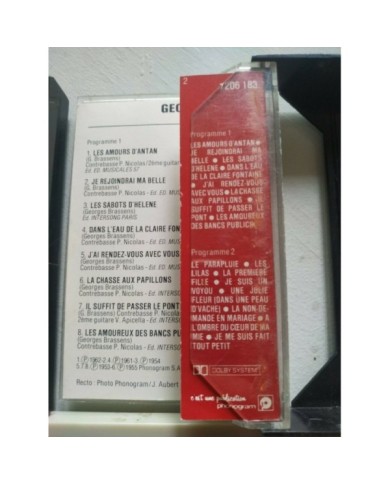 GEO
Programme 1
1. LES AMOURS D'ANTAN
(G. Brassens)
Contrebasse P. Nicolas/2ème guitare
Ed. ED. MUSICALES 57
2. JE REJOINDRAI MA BELLE
(G. Brassens)
Contrebasse P. Nicolas - Ed. ED. MUS
3. LES SABOTS D'HELENE
(Georges Brassens)
Ed. INTERSONG PARIS
4. DANS L'EAU DE LA CLAIRE FONTAI
(Georges Brassens)
Contrebasse P. Nicolas - Ed. ED. MUS
5. J'AI RENDEZ-VOUS AVEC VOUS
(Georges Brassens)
Contrebasse P. Nicolas - Ed. INTERSO
6. LA CHASSE AUX PAPILLONS
(Georges Brassens)
Contrebasse P. Nicolas - Ed. INTERSO
7. IL SUFFIT DE PASSER LE PONT
(Georges Brassens) Contrebasse P. N
2ème guitare V. Apicella - Ed. INTERS
8. LES AMOUREUX DES BANCS PU
(Georges Brassens)
Contrebasse P. Nicolas - Ed. INTERSO
Recto : Photo Phonogram/J. Aubert
2
7206 183
Programme 1
LES AMOURS D'ANTAN •
JE REJOINDRAI MA
BELLE • LES SABOTS
D'HELENE • DANS L'EAU
DE LA CLAIRE FONTAINE
• J'AI RENDEZ-VOUS
AVEC VOUS • LA CHASSE
AUX PAPILLONS • IL
SUFFIT DE PASSER LE
PONT • LES AMOUREUX
DES BANCS PUBLICS
Programme 2
LE PARAPLUIE • LES
LILAS • LA PREMIERE
FILLE • JE SUIS UN
VOYOU • UNE JOLIE
FLEUR (DANS UNE PEAU
D'VACHE) • LA NON-DE-
MANDE EN MARIAGE • A
L'OMBRE DU CŒUR DE MA
MIE • JE ME SUIS FAIT
TOUT PETIT
DOLBY SYSTEM
c'est une publication
phonogram